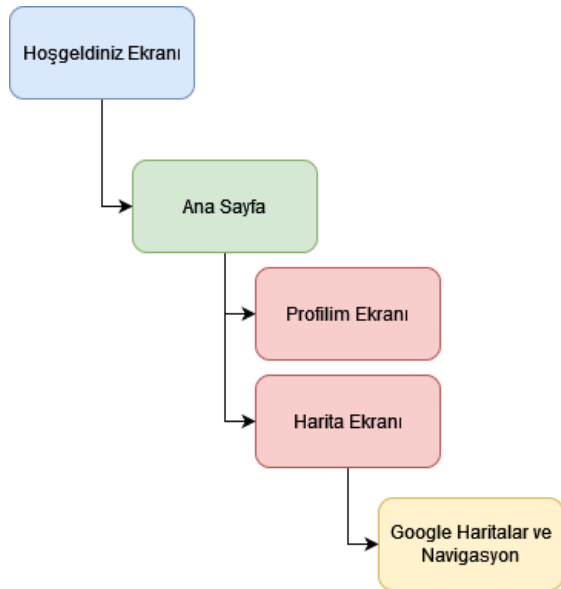 Hoşgeldiniz Ekranı
Ana Sayfa
Profilim Ekranı
Harita Ekranı
Google Haritalar ve
Navigasyon